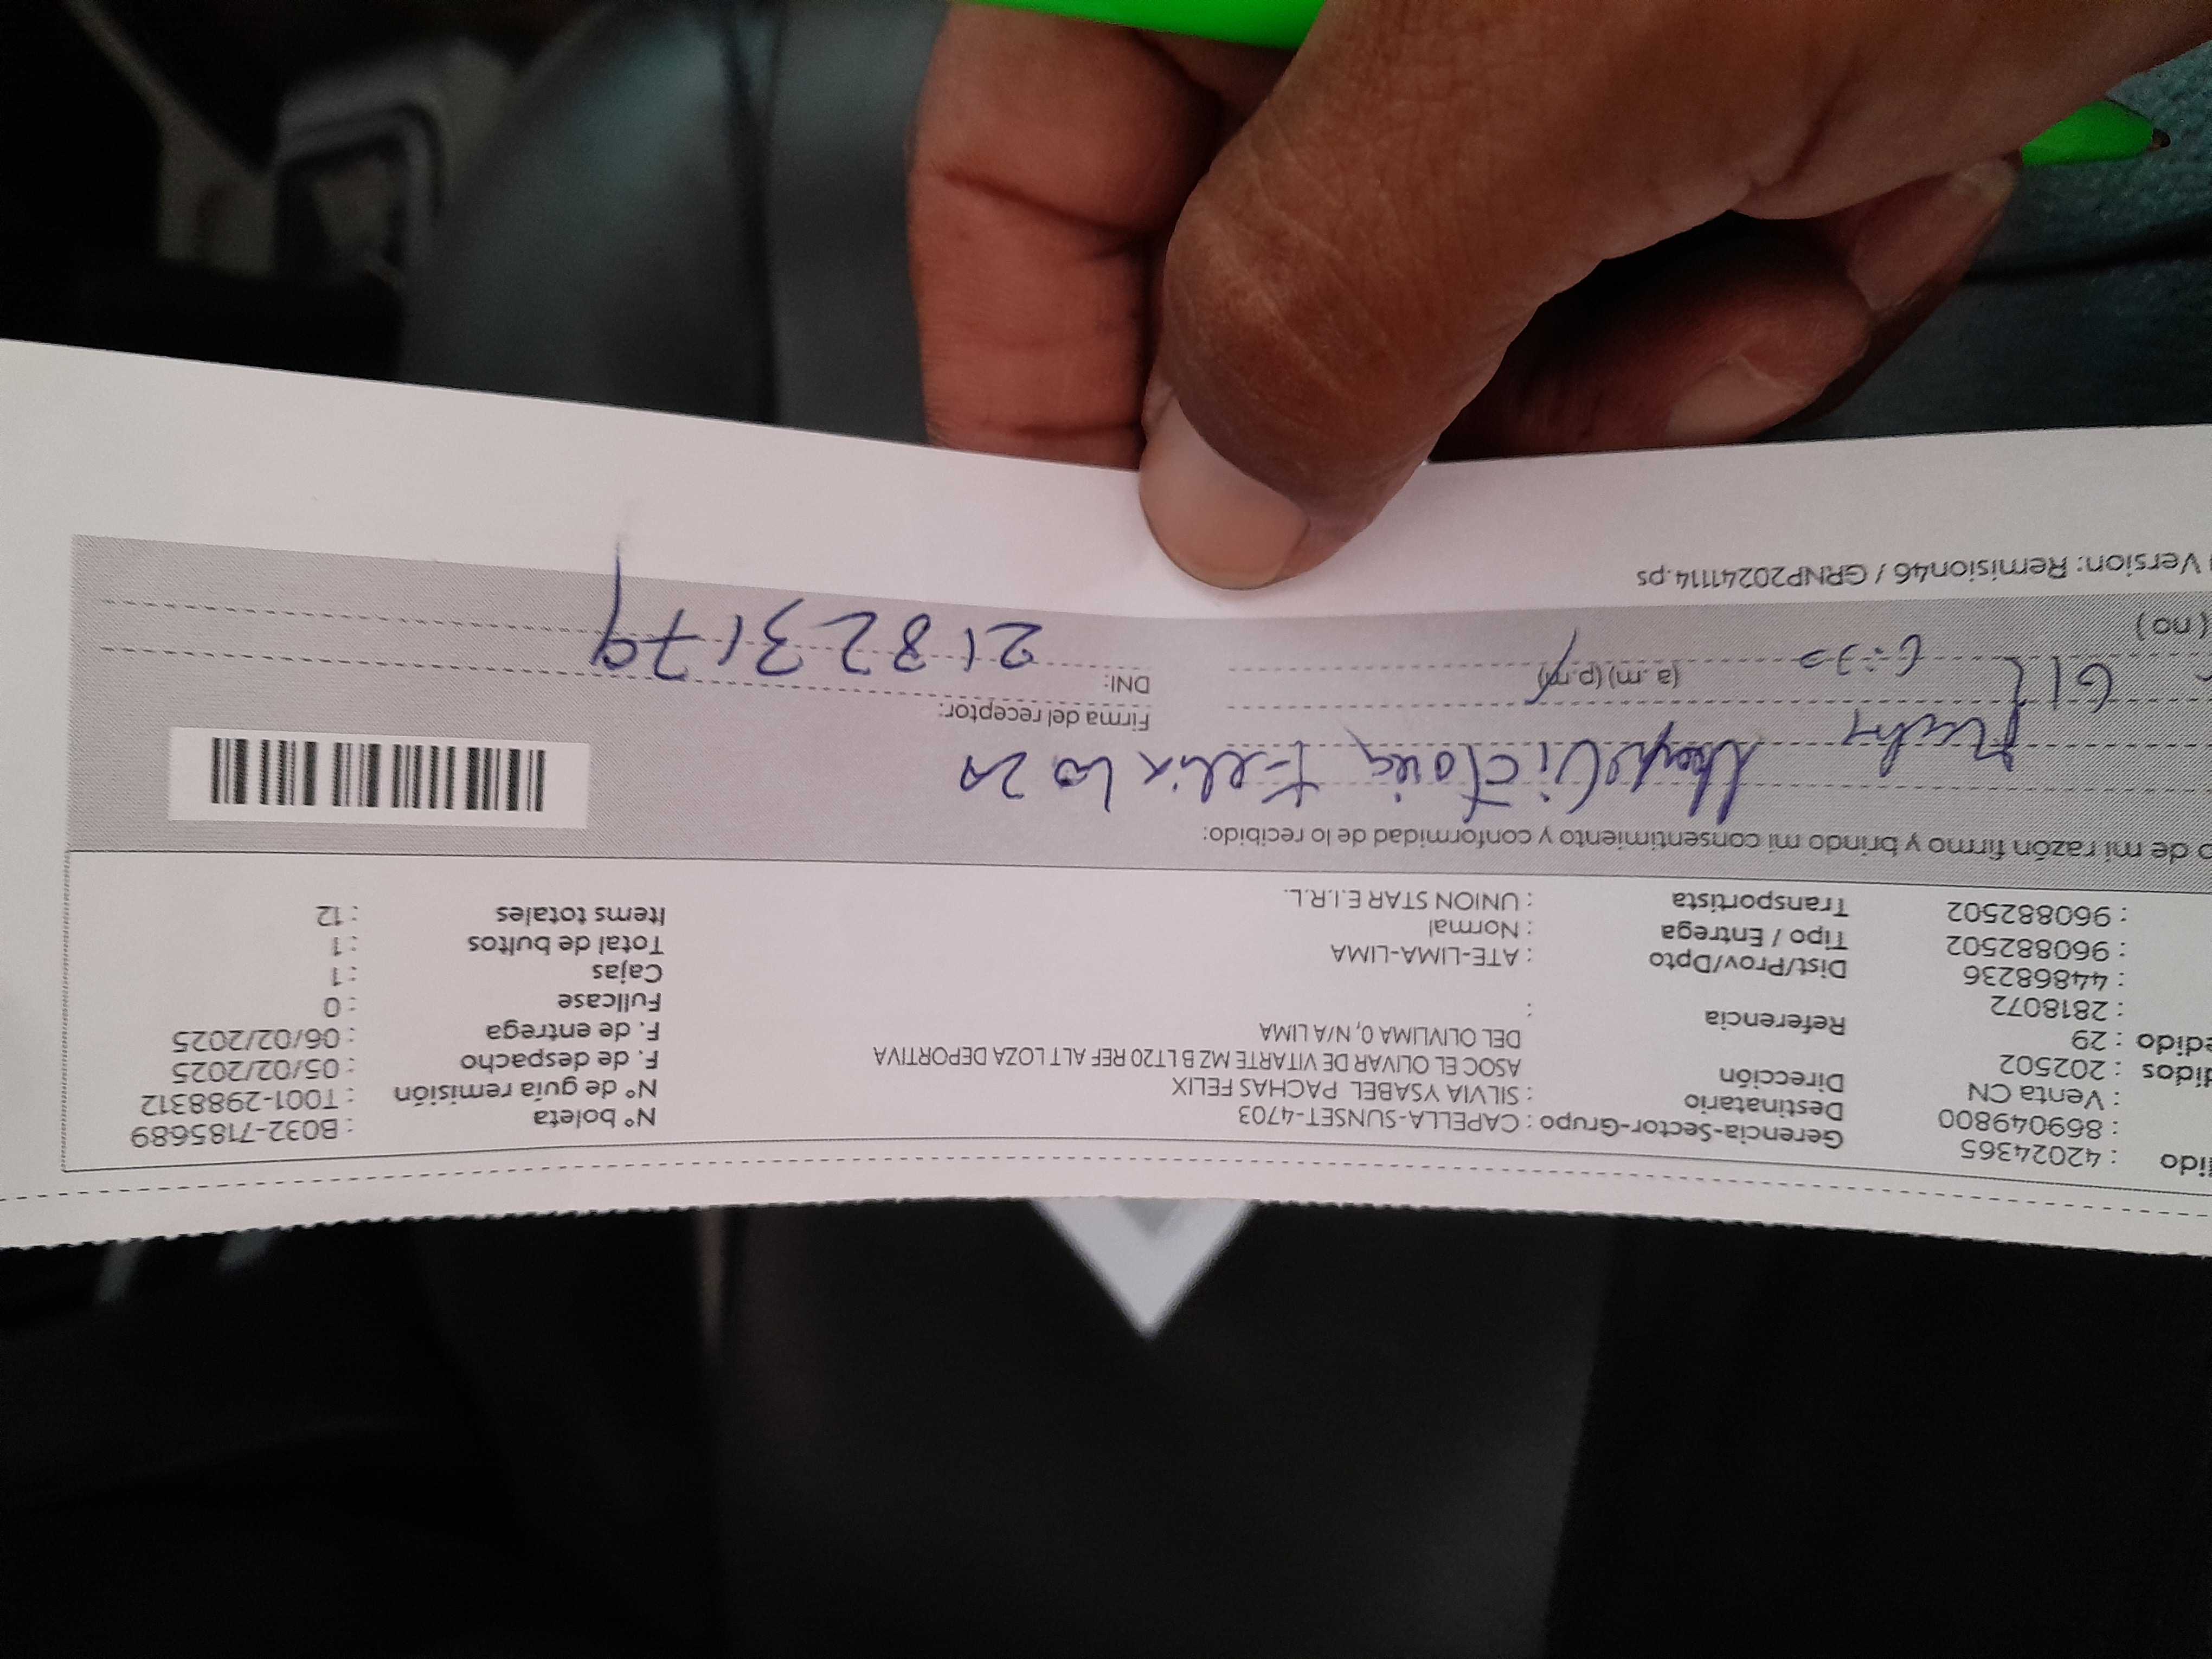 : 42024365 Gerencia-Sector-Grupo : CAPELLA-SUNSET-4703 N° boleta : B032-7185689
: 869049800 Destinatario : SILVIA YSABEL PACHAS FELIX N° de guía remisión : T001-2988312
: Venta CN Dirección ASOC EL OLIVAR DE VITARTE MZ B LT20 REF ALT LOZA DEPORTIVA F. de despacho : 05/02/2025
: 202502 DEL OLIVLIMA 0, N/A LIMA F. de entrega : 06/02/2025
: 29 Referencia : Fullcase : 0
: 2818072 Cajas : 1
: 44868236 Dist/Prov/Dpto : ATE-LIMA-LIMA Total de bultos : 1
: 960882502 Tipo / Entrega : Normal Items totales : 12
: 960882502 Transportista : UNION STAR E.I.R.L.
de mi razón firmo y brindo mi consentimiento y conformidad de lo recibido:
Victoria Felix
Firma del receptor:
612 (a.m) (p.m) DNI: 21823179
(no)
Version: Remision46 / GRNP20241114.ps